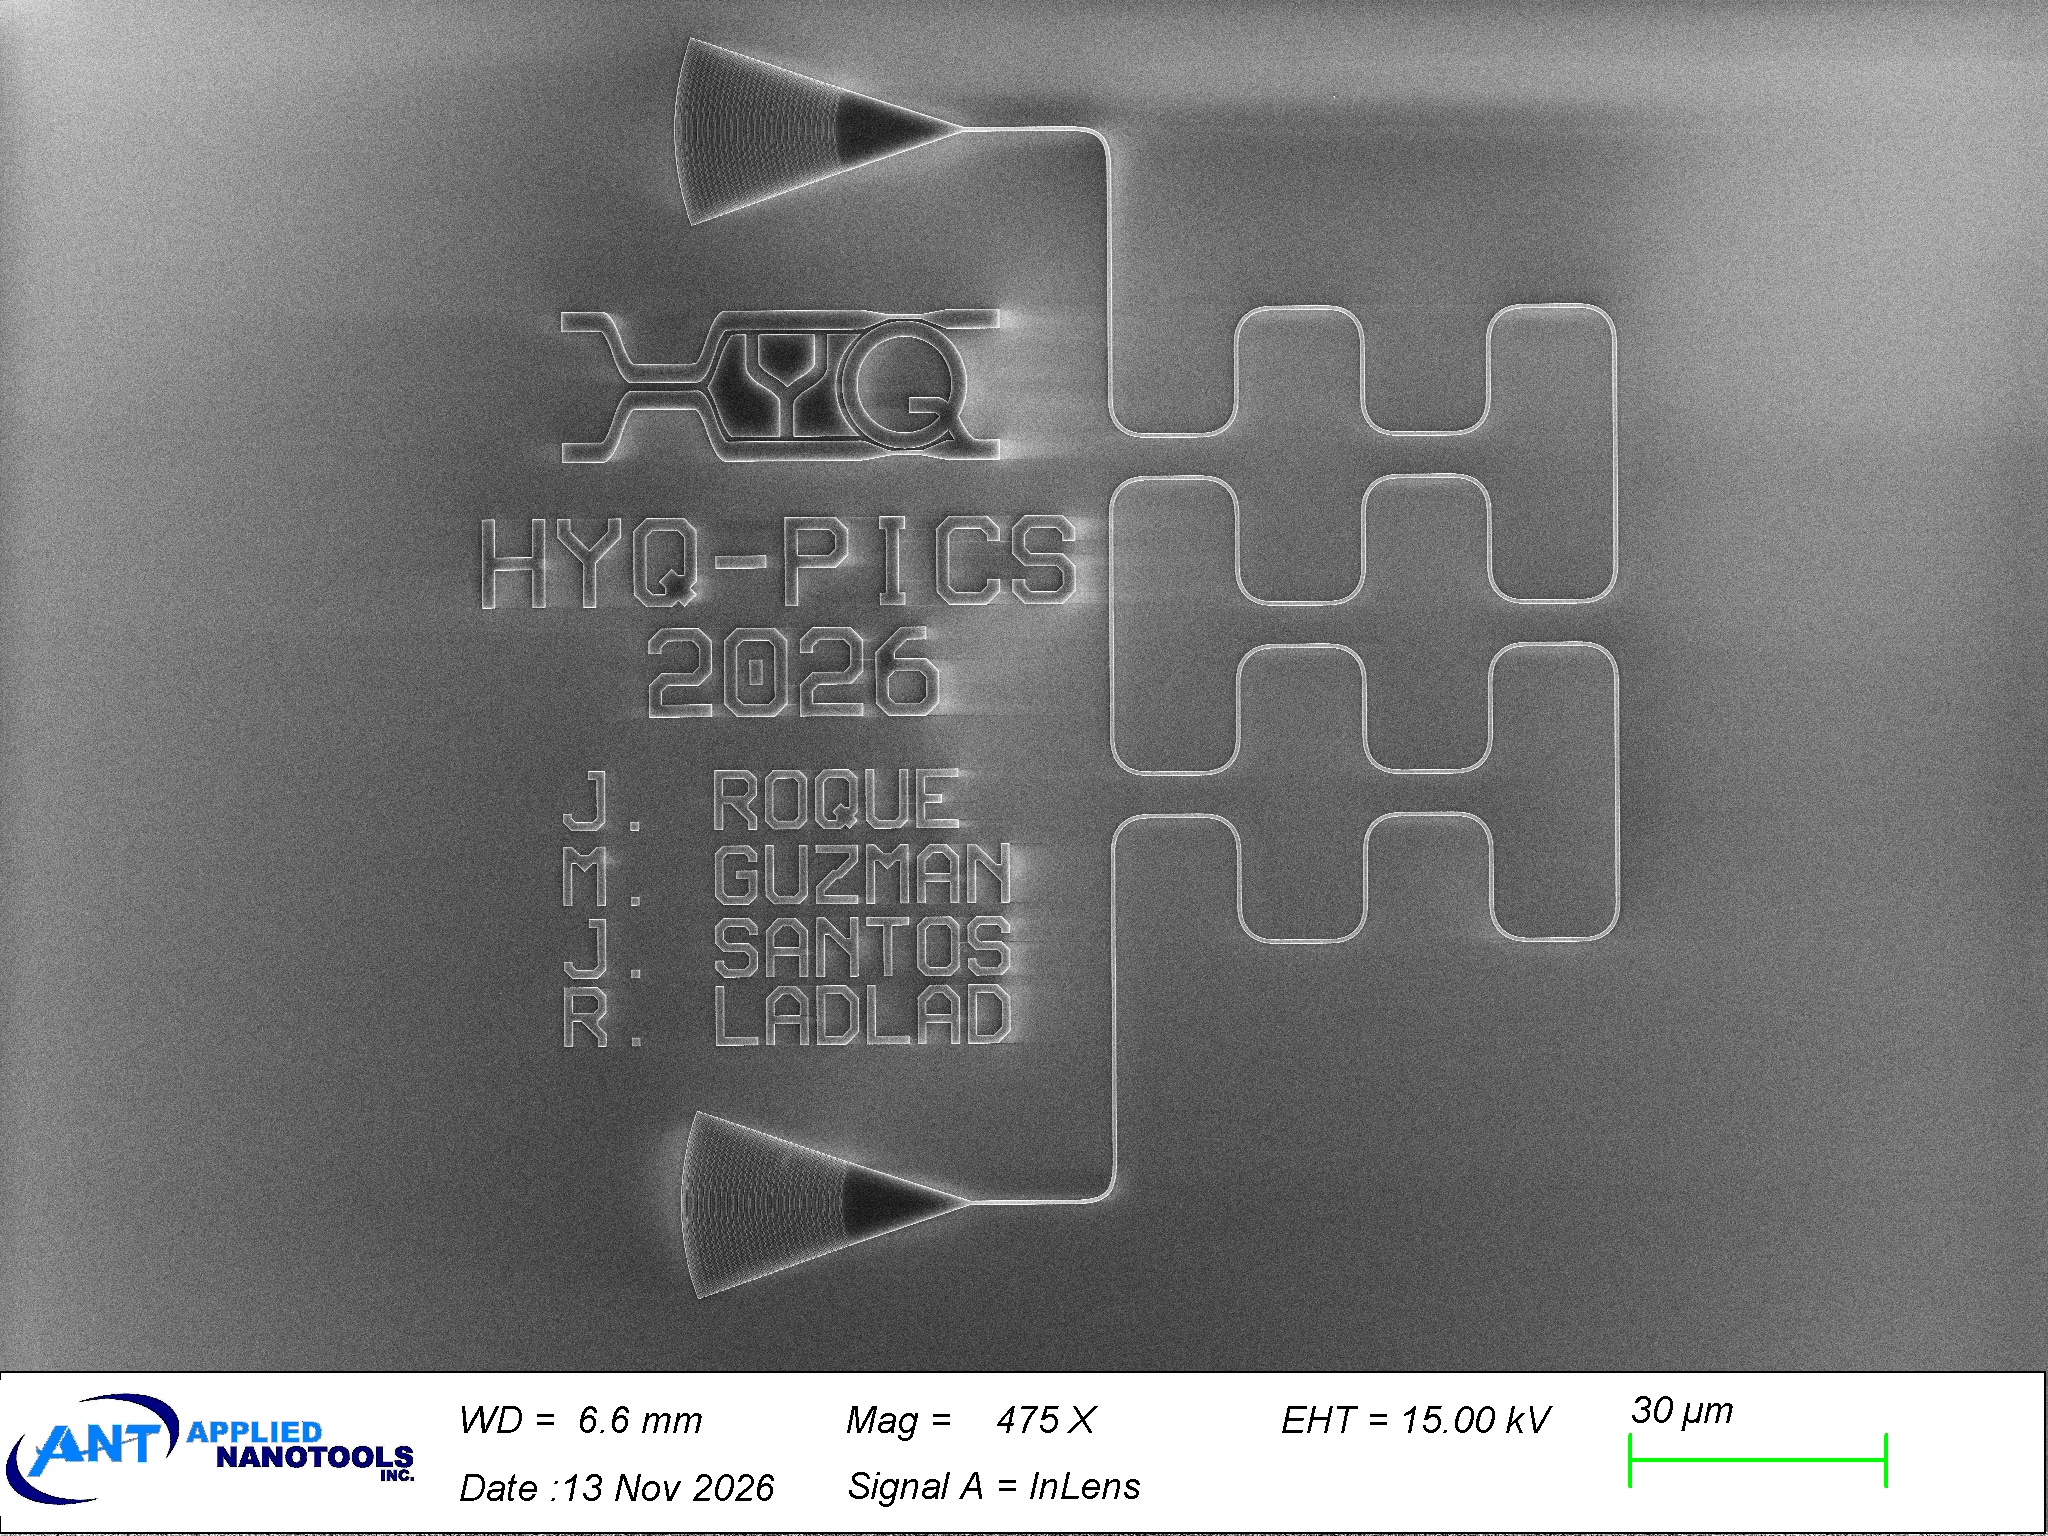 YQ
HYQ-PICS
2026
J. ROQUE
M. GUZMAN
J. SANTOS
R. LADLAD
ANT APPLIED NANOTOOLS INC.
WD = 6.6 mm Mag = 475 X EHT = 15.00 kV 30 µm
Date :13 Nov 2026 Signal A = InLens